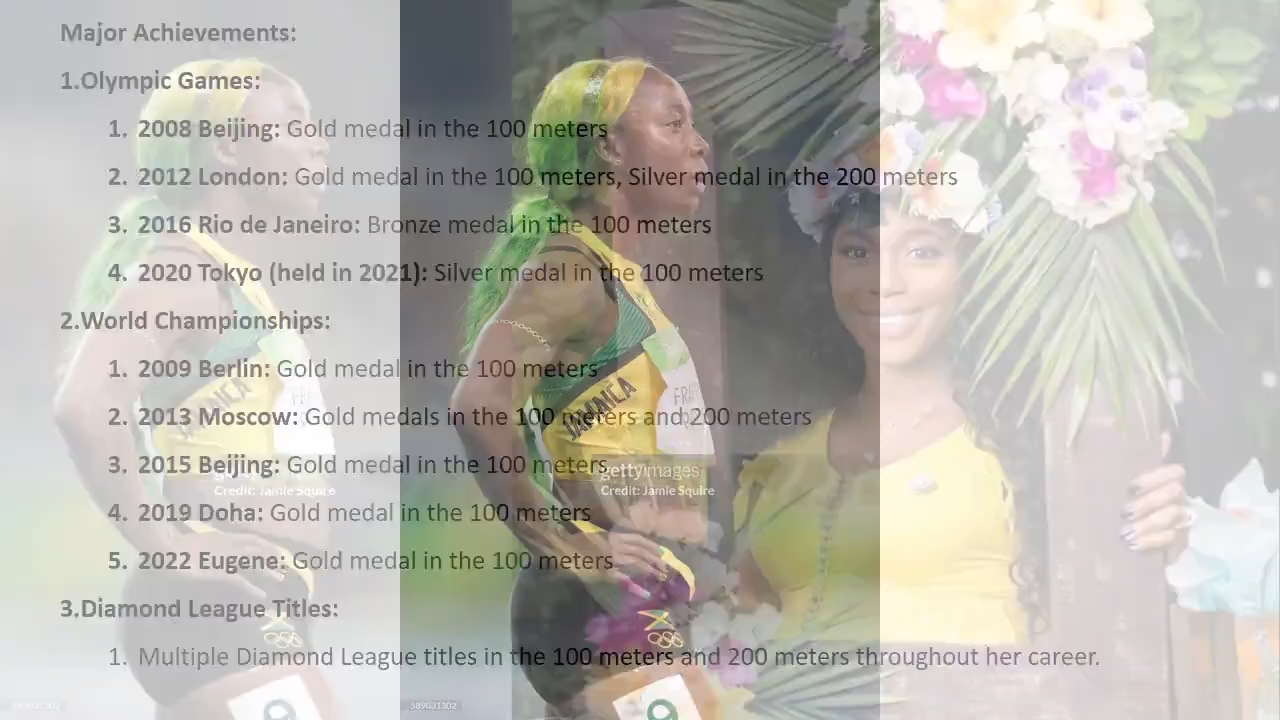 Major Achievements:
1.Olympic Games:
1. 2008 Beijing: Gold medal in the 100 meters
2. 2012 London: Gold medal in the 100 meters, Silver medal in the 200 meters
3. 2016 Rio de Janeiro: Bronze medal in the 100 meters
4. 2020 Tokyo (held in 2021): Silver medal in the 100 meters
2.World Championships:
1. 2009 Berlin: Gold medal in the 100 meters
2. 2013 Moscow: Gold medals in the 100 meters and 200 meters
3. 2015 Beijing: Gold medal in the 100 meters
4. 2019 Doha: Gold medal in the 100 meters
5. 2022 Eugene: Gold medal in the 100 meters
3.Diamond League Titles:
1. Multiple Diamond League titles in the 100 meters and 200 meters throughout her career.
JAMAICA
gettyimages
Credit: Jamie Squire
Credit: Jamie Squire
589031302
589031302